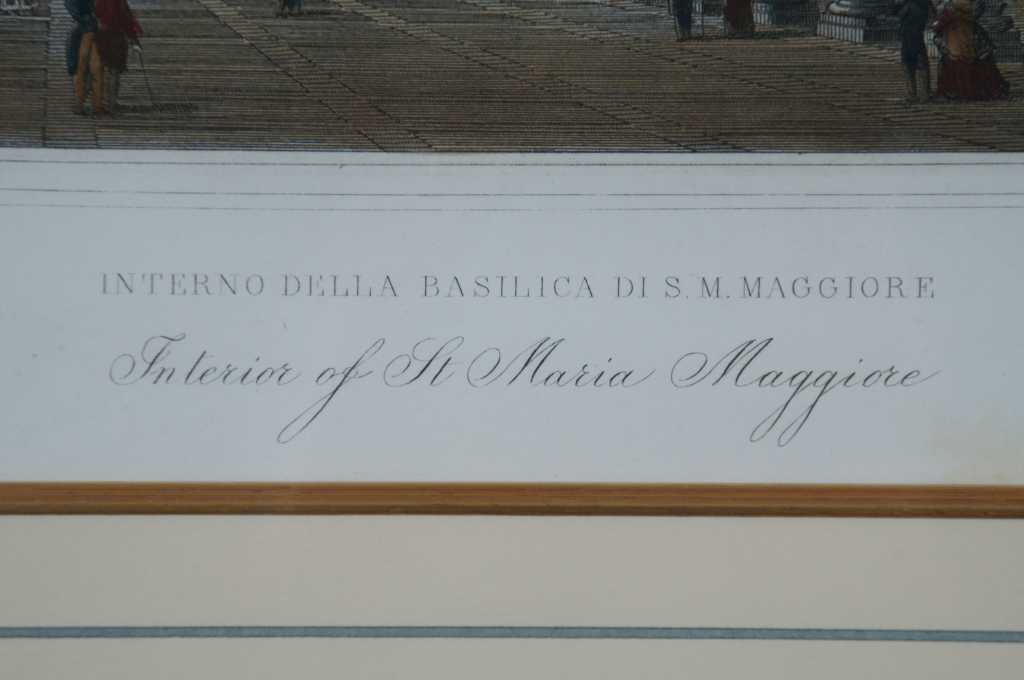 INTERNO DELLA BASILICA DI S. M. MAGGIORE
Interior of St Maria Maggiore